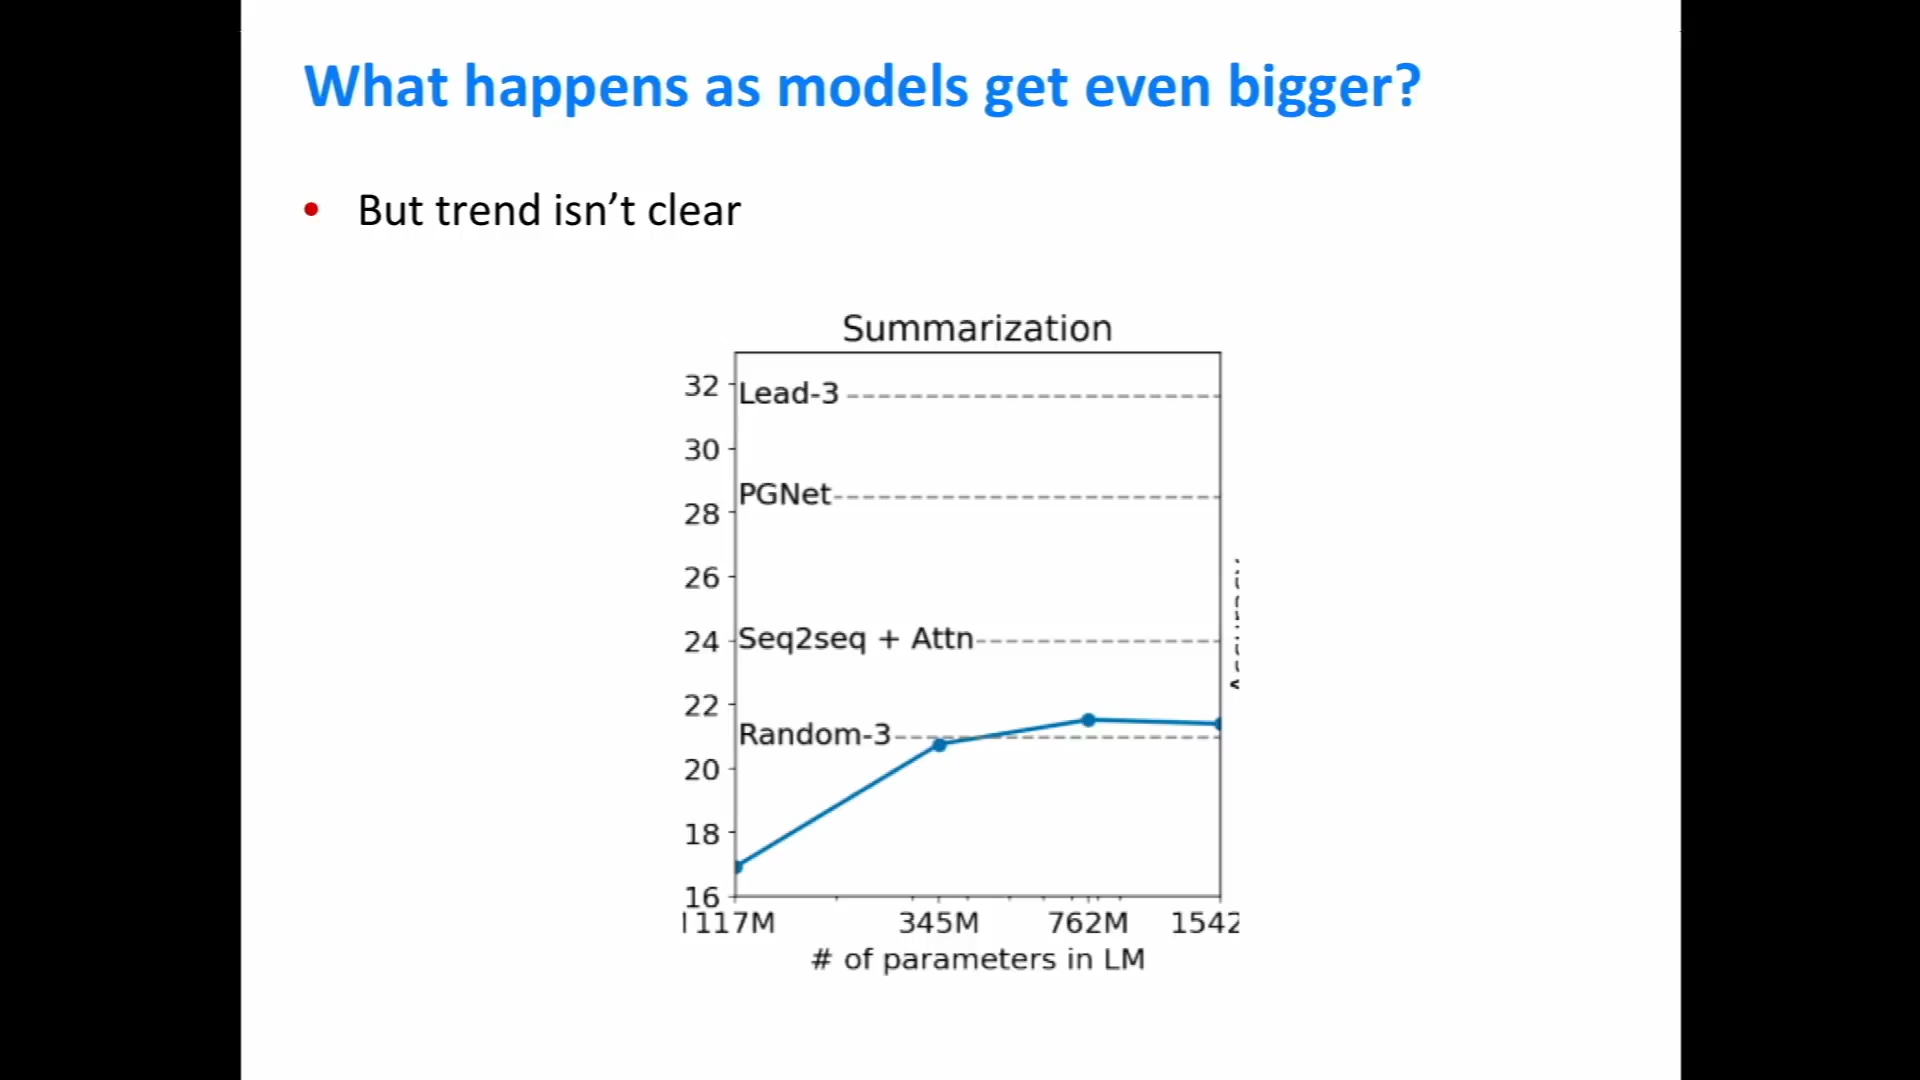 What happens as models get even bigger?
• But trend isn’t clear
Summarization
32
Lead-3
30
PGNet
28
26
24
Seq2seq + Attn
22
Random-3
20
18
16
117M 345M 762M 1542
# of parameters in LM